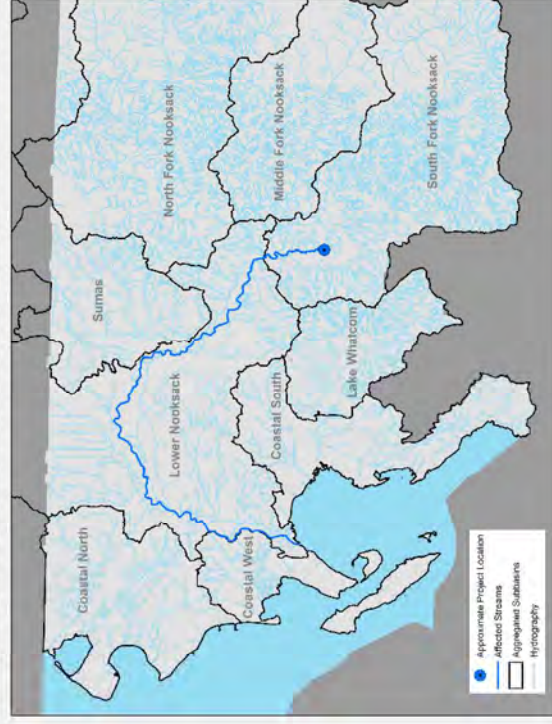 North Fork Nooksack
Middle Fork Nooksack
South Fork Nooksack
Sumas
Lower Nooksack
Coastal South
Lake Whatcom
Coastal North
Coastal West
Approximate Project Location
Affected Streams
Aggregated Subbasins
Hydrography